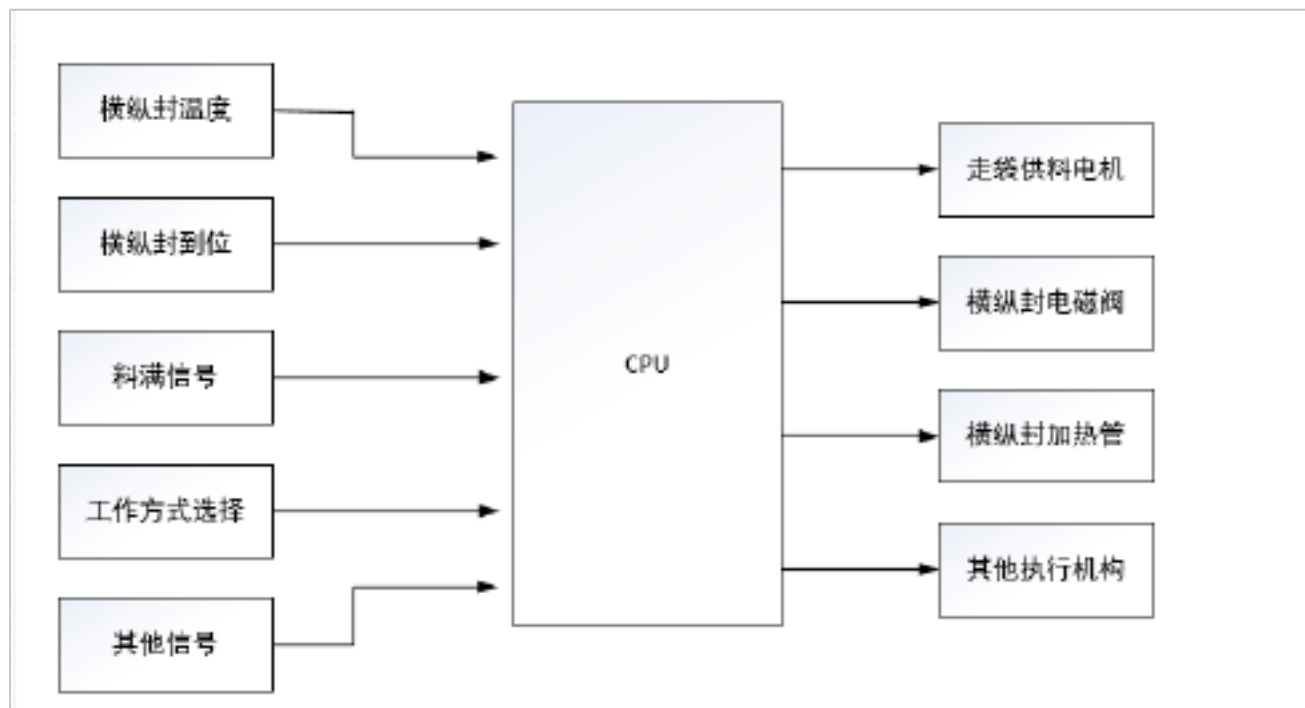 横纵封温度
横纵封到位
料满信号
工作方式选择
其他信号
CPU
走袋供料电机
横纵封电磁阀
横纵封加热管
其他执行机构